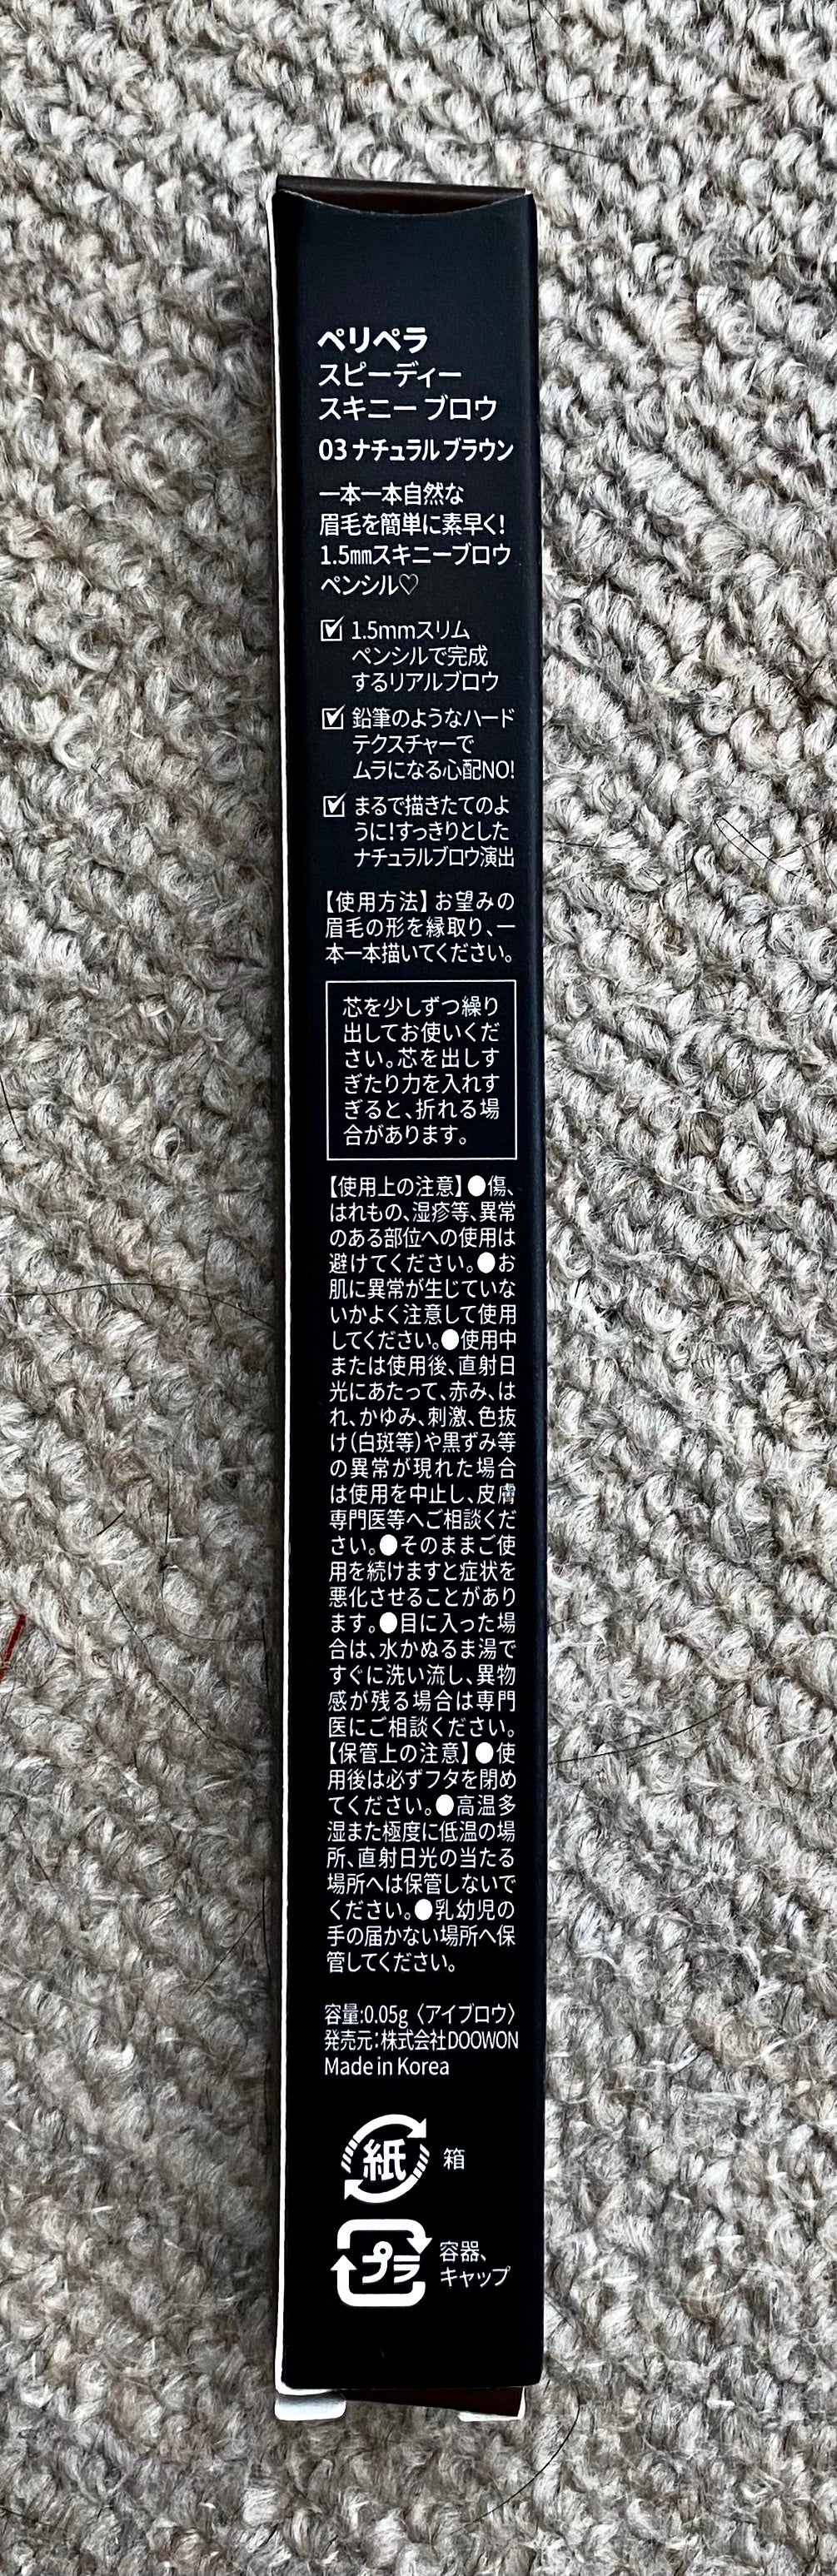 ペリペラ
スピーディー
スキニー ブロウ
03 ナチュラル ブラウン
一本一本自然な
眉毛を簡単に素早く!
1.5㎜スキニーブロウ
ペンシル♡
☑ 1.5mmスリム
ペンシルで完成
するリアルブロウ
☑ 鉛筆のようなハード
テクスチャーで
ムラになる心配NO!
☑ まるで描きたてのよ
うに!すっきりとした
ナチュラルブロウ演出
【使用方法】お望みの
眉毛の形を縁取り、一
本一本描いてください。
芯を少しずつ繰り
出してお使いくだ
さい。芯を出しす
ぎたり力を入れす
ぎると、折れる場
合があります。
【使用上の注意】●傷、
はれもの、湿疹等、異常
のある部位への使用は
避けてください。●お
肌に異常が生じていな
いかよく注意して使用
してください。●使用中
または使用後、直射日
光にあたって、赤み、は
れ、かゆみ、刺激、色抜
け(白斑等)や黒ずみ等
の異常が現れた場合
は使用を中止し、皮膚
専門医等へご相談くだ
さい。●そのままご使
用を続けますと症状を
悪化させることがあり
ます。●目に入った場
合は、水かぬるま湯で
すぐに洗い流し、異物
感が残る場合は専門
医にご相談ください。
【保管上の注意】●使
用後は必ずフタを閉め
てください。●高温多
湿また極度に低温の場
所、直射日光の当たる
場所へは保管しないで
ください。●乳幼児の
手の届かない場所へ保
管してください。
容量:0.05g〈アイブロウ〉
発売元:株式会社DOOWON
Made in Korea
紙 箱
プラ 容器、
キャップ